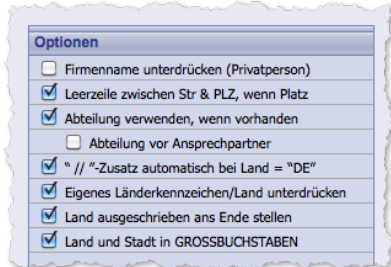 Optionen
Firmenname unterdrücken (Privatperson)
Leerzeile zwischen Str & PLZ, wenn Platz
Abteilung verwenden, wenn vorhanden
Abteilung vor Ansprechpartner
" // "-Zusatz automatisch bei Land = "DE"
Eigenes Länderkennzeichen/Land unterdrücken
Land ausgeschrieben ans Ende stellen
Land und Stadt in GROSSBUCHSTABEN